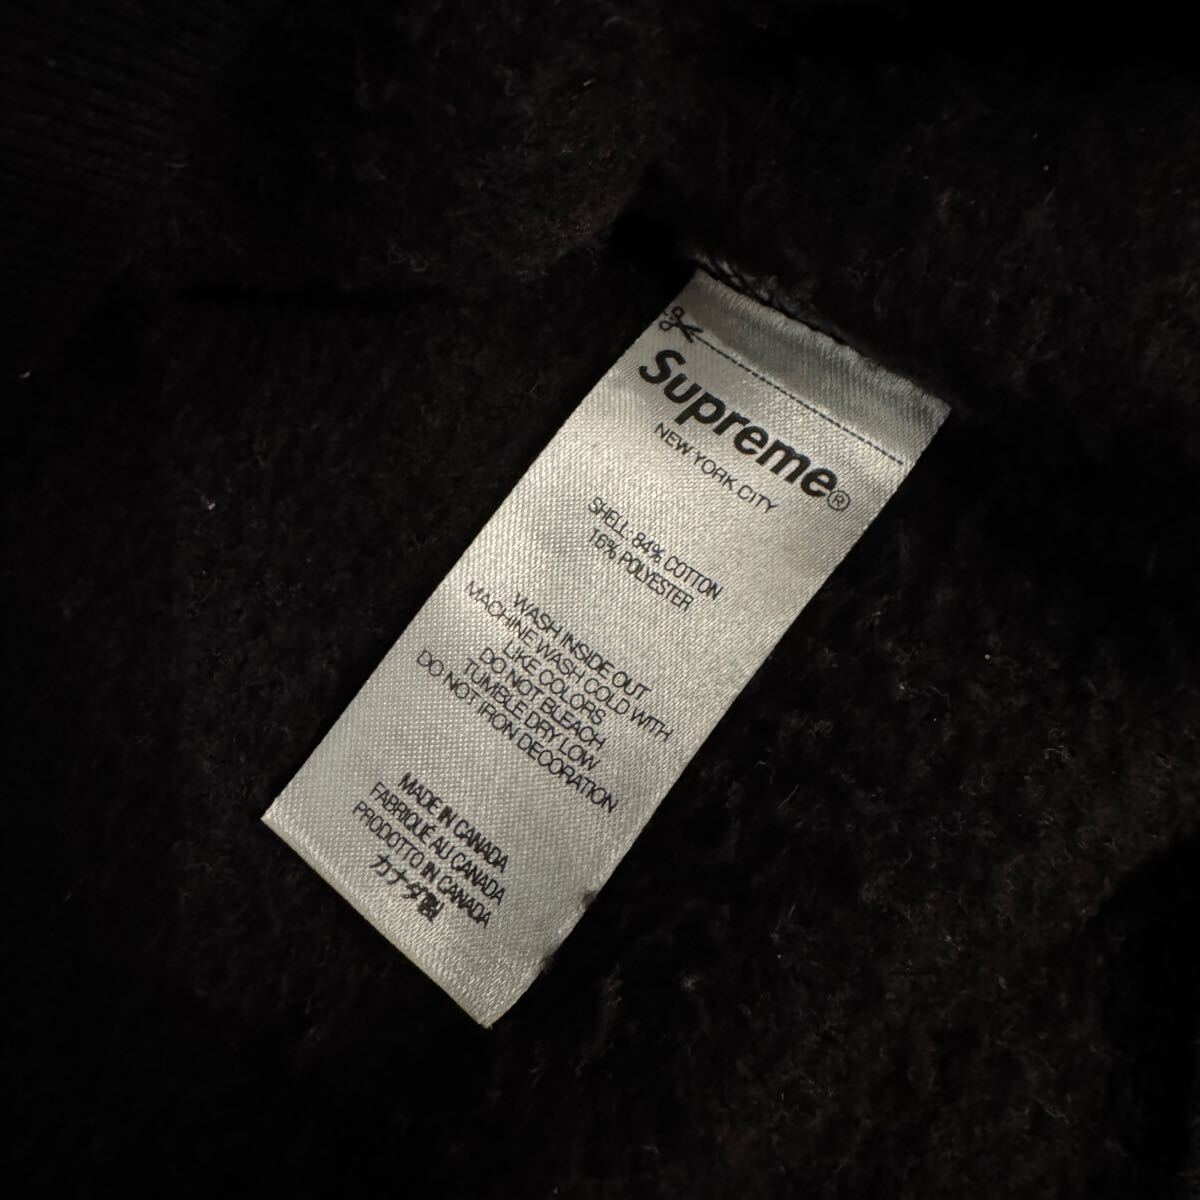 Supreme®
NEW YORK CITY
SHELL: 84% COTTON
16% POLYESTER
WASH INSIDE OUT
MACHINE WASH COLD WITH
LIKE COLORS
DO NOT BLEACH
TUMBLE DRY LOW
DO NOT IRON DECORATION
MADE IN CANADA
FABRIQUÉ AU CANADA
PRODOTTO IN CANADA
カナダ製